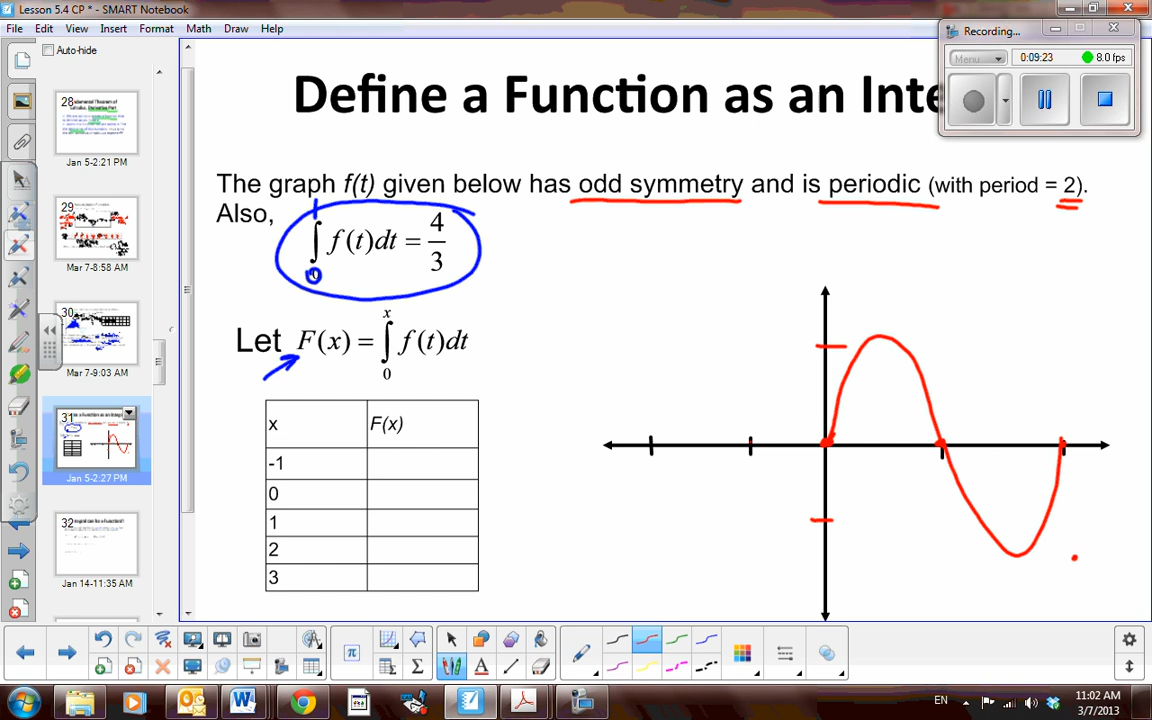 Lesson 5.4 CP * - SMART Notebook
File Edit View Insert Format Math Draw Help
Auto-hide
Recording...
Menu
0:09:23
8.0 fps
28
Jan 5-2:21 PM
29
Mar 7-8:58 AM
30
Mar 7-9:03 AM
31
Jan 5-2:27 PM
32
Jan 14-11:35 AM
Define a Function as an Inte
The graph f(t) given below has odd symmetry and is periodic (with period = 2).
Also,
∫₀¹ f(t)dt = 4/3
Let F(x) = ∫₀ˣ f(t)dt
x F(x)
-1
0
1
2
3
EN
11:02 AM
3/7/2013